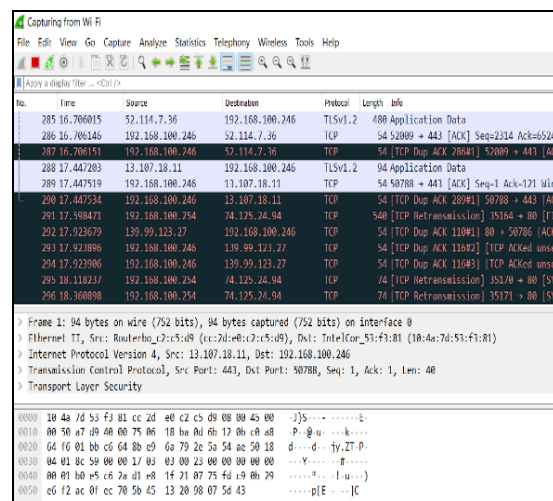 Capturing from Wi-Fi
File Edit View Go Capture Analyze Statistics Telephony Wireless Tools Help
Apply a display filter ... <Ctrl-/>
No. Time Source Destination Protocol Length Info
285 16.706015 52.114.7.36 192.168.100.246 TLSv1.2 480 Application Data
286 16.706146 192.168.100.246 52.114.7.36 TCP 54 52009 → 443 [ACK] Seq=2314 Ack=6524
287 16.706151 192.168.100.246 52.114.7.36 TCP 54 [TCP Dup ACK 286#1] 52009 → 443 [A
288 17.447203 13.107.18.11 192.168.100.246 TLSv1.2 94 Application Data
289 17.447519 192.168.100.246 13.107.18.11 TCP 54 50788 → 443 [ACK] Seq=1 Ack=121 Wi
290 17.447534 192.168.100.246 13.107.18.11 TCP 54 [TCP Dup ACK 289#1] 50788 → 443 [A
291 17.598471 192.168.100.254 74.125.24.94 TCP 540 [TCP Retransmission] 35164 → 80 [F
292 17.923679 139.99.123.27 192.168.100.246 TCP 54 [TCP Dup ACK 110#1] 80 → 50786 [AC
293 17.923896 192.168.100.246 139.99.123.27 TCP 54 [TCP Dup ACK 116#2] [TCP ACKed unse
294 17.923906 192.168.100.246 139.99.123.27 TCP 54 [TCP Dup ACK 116#3] [TCP ACKed unse
295 18.118237 192.168.100.254 74.125.24.94 TCP 74 [TCP Retransmission] 35170 → 80 [SY
296 18.360898 192.168.100.254 74.125.24.94 TCP 74 [TCP Retransmission] 35171 → 80 [SY
Frame 1: 94 bytes on wire (752 bits), 94 bytes captured (752 bits) on interface 0
Ethernet II, Src: Routerbo_c2:c5:d9 (cc:2d:e0:c2:c5:d9), Dst: IntelCor_53:f3:81 (10:4a:7d:53:f3:81)
Internet Protocol Version 4, Src: 13.107.18.11, Dst: 192.168.100.246
Transmission Control Protocol, Src Port: 443, Dst Port: 50788, Seq: 1, Ack: 1, Len: 40
Transport Layer Security
0000 10 4a 7d 53 f3 81 cc 2d e0 c2 c5 d9 08 00 45 00 ·J}S···- ······E·
0010 00 50 a7 d9 40 00 75 06 18 ba 0d 6b 12 0b c0 a8 ·P··@·u· ···k····
0020 64 f6 01 bb c6 64 8b e9 6a 79 2e 5a 54 ae 50 18 d····d·· jy.ZT·P·
0030 04 01 8c 59 00 00 17 03 03 00 23 00 00 00 00 00 ···Y···· ··#·····
0040 00 01 b0 e5 c6 2a d1 e8 1f 21 07 75 fd c9 0b 29 ·····*·· ·!·u···)
0050 e6 f2 ac 0f ec 70 5b 45 13 20 98 07 5d 43 ·····p[E · ··]C